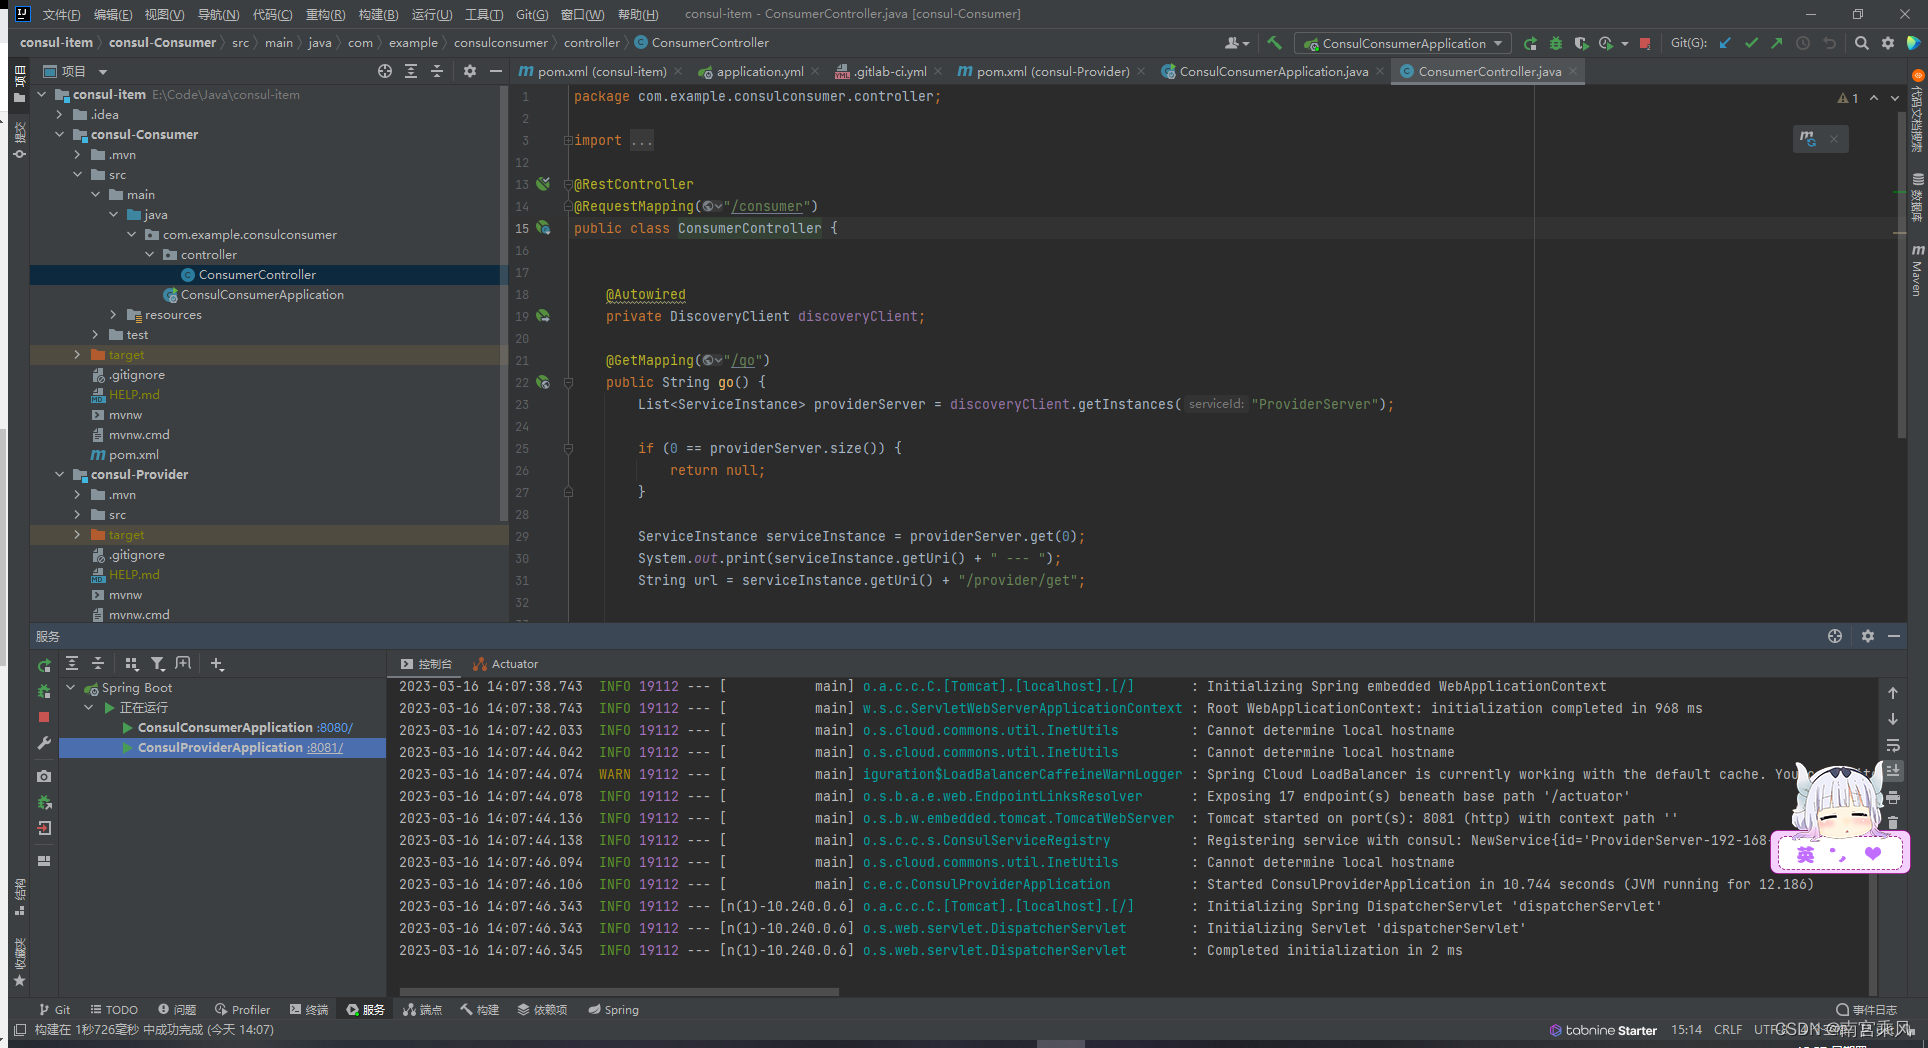 文件(F) 编辑(E) 视图(V) 导航(N) 代码(C) 重构(R) 构建(B) 运行(U) 工具(T) Git(G) 窗口(W) 帮助(H) consul-item - ConsumerController.java [consul-Consumer]
consul-item consul-Consumer src main java com example consulconsumer controller ConsumerController ConsulConsumerApplication Git(G):
项目 pom.xml (consul-item) application.yml .gitlab-ci.yml pom.xml (consul-Provider) ConsulConsumerApplication.java ConsumerController.java
项目
提交
consul-item E:\Code\Java\consul-item
.idea
consul-Consumer
.mvn
src
main
java
com.example.consulconsumer
controller
ConsumerController
ConsulConsumerApplication
resources
test
target
.gitignore
HELP.md
mvnw
mvnw.cmd
pom.xml
consul-Provider
.mvn
src
target
.gitignore
HELP.md
mvnw
mvnw.cmd
1 package com.example.consulconsumer.controller;
2
3 import ...
12
13 @RestController
14 @RequestMapping("/consumer")
15 public class ConsumerController {
16
17
18 @Autowired
19 private DiscoveryClient discoveryClient;
20
21 @GetMapping("/go")
22 public String go() {
23 List<ServiceInstance> providerServer = discoveryClient.getInstances( serviceId: "ProviderServer");
24
25 if (0 == providerServer.size()) {
26 return null;
27 }
28
29 ServiceInstance serviceInstance = providerServer.get(0);
30 System.out.print(serviceInstance.getUri() + " --- ");
31 String url = serviceInstance.getUri() + "/provider/get";
32
1
m
代码文档搜索
数据库
Maven
服务
控制台 Actuator
Spring Boot
正在运行
ConsulConsumerApplication :8080/
ConsulProviderApplication :8081/
2023-03-16 14:07:38.743 INFO 19112 --- [ main] o.a.c.c.C.[Tomcat].[localhost].[/] : Initializing Spring embedded WebApplicationContext
2023-03-16 14:07:38.743 INFO 19112 --- [ main] w.s.c.ServletWebServerApplicationContext : Root WebApplicationContext: initialization completed in 968 ms
2023-03-16 14:07:42.033 INFO 19112 --- [ main] o.s.cloud.commons.util.InetUtils : Cannot determine local hostname
2023-03-16 14:07:44.042 INFO 19112 --- [ main] o.s.cloud.commons.util.InetUtils : Cannot determine local hostname
2023-03-16 14:07:44.074 WARN 19112 --- [ main] iguration$LoadBalancerCaffeineWarnLogger : Spring Cloud LoadBalancer is currently working with the default cache.
2023-03-16 14:07:44.078 INFO 19112 --- [ main] o.s.b.a.e.web.EndpointLinksResolver : Exposing 17 endpoint(s) beneath base path '/actuator'
2023-03-16 14:07:44.136 INFO 19112 --- [ main] o.s.b.w.embedded.tomcat.TomcatWebServer : Tomcat started on port(s): 8081 (http) with context path ''
2023-03-16 14:07:44.138 INFO 19112 --- [ main] o.s.c.c.s.ConsulServiceRegistry : Registering service with consul: NewService{id='ProviderServer-192-168-
2023-03-16 14:07:46.094 INFO 19112 --- [ main] o.s.cloud.commons.util.InetUtils : Cannot determine local hostname
2023-03-16 14:07:46.106 INFO 19112 --- [ main] c.e.c.ConsulProviderApplication : Started ConsulProviderApplication in 10.744 seconds (JVM running for 12.186)
2023-03-16 14:07:46.343 INFO 19112 --- [n(1)-10.240.0.6] o.a.c.c.C.[Tomcat].[localhost].[/] : Initializing Spring DispatcherServlet 'dispatcherServlet'
2023-03-16 14:07:46.343 INFO 19112 --- [n(1)-10.240.0.6] o.s.web.servlet.DispatcherServlet : Initializing Servlet 'dispatcherServlet'
2023-03-16 14:07:46.345 INFO 19112 --- [n(1)-10.240.0.6] o.s.web.servlet.DispatcherServlet : Completed initialization in 2 ms
英
结构
收藏夹
Git TODO 问题 Profiler 终端 服务 端点 构建 依赖项 Spring 事件日志
构建在 1秒726毫秒 中成功完成 (今天 14:07) tabnine Starter 15:14 CRLF
CSDN @南宫乘风